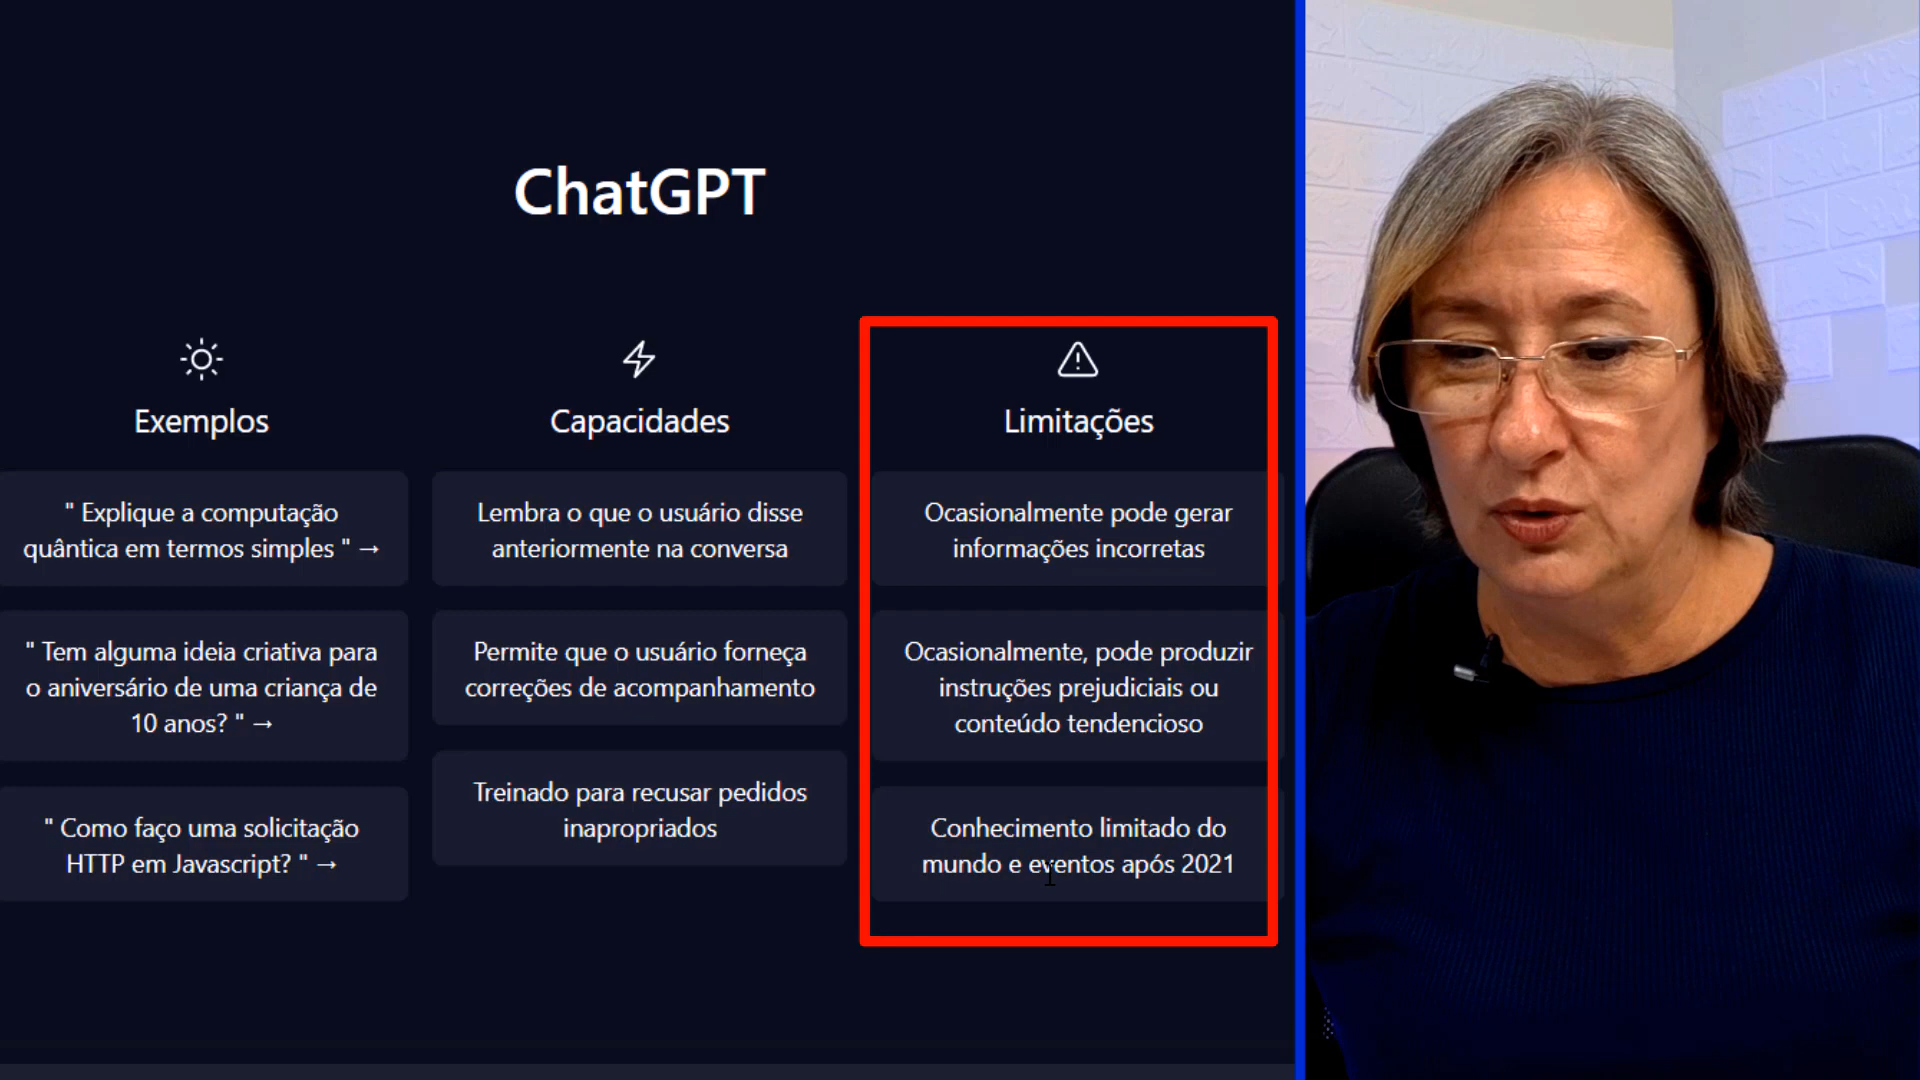 ChatGPT
Exemplos
" Explique a computação
quântica em termos simples " →
" Tem alguma ideia criativa para
o aniversário de uma criança de
10 anos? " →
" Como faço uma solicitação
HTTP em Javascript? " →
Capacidades
Lembra o que o usuário disse
anteriormente na conversa
Permite que o usuário forneça
correções de acompanhamento
Treinado para recusar pedidos
inapropriados
Limitações
Ocasionalmente pode gerar
informações incorretas
Ocasionalmente, pode produzir
instruções prejudiciais ou
conteúdo tendencioso
Conhecimento limitado do
mundo e eventos após 2021